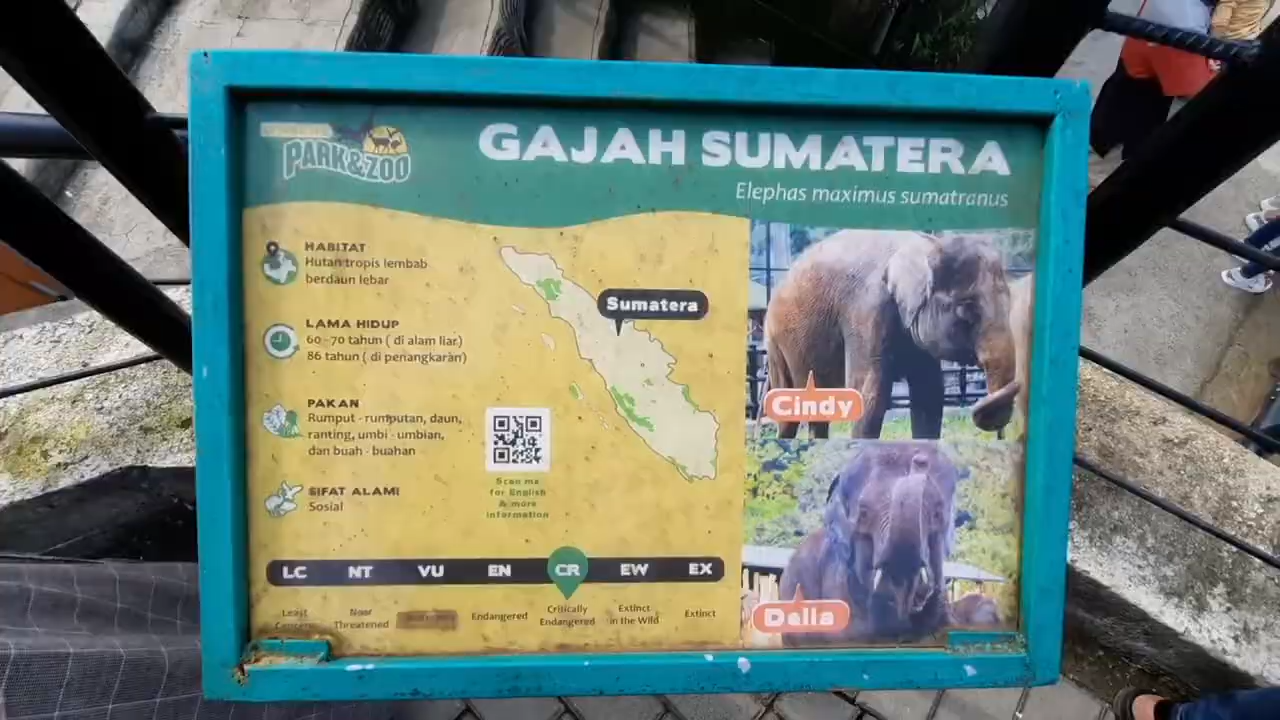 PARK&ZOO
GAJAH SUMATERA
Elephas maximus sumatranus
HABITAT
Hutan tropis lembab
berdaun lebar
LAMA HIDUP
60 - 70 tahun ( di alam liar)
86 tahun ( di penangkaran)
PAKAN
Rumput - rumputan, daun,
ranting, umbi - umbian,
dan buah - buahan
SIFAT ALAMI
Sosial
Sumatera
Scan me
for English
& more
information
Cindy
Della
LC NT VU EN CR EW EX
Least Concern
Near Threatened
Endangered
Critically Endangered
Extinct in the Wild
Extinct